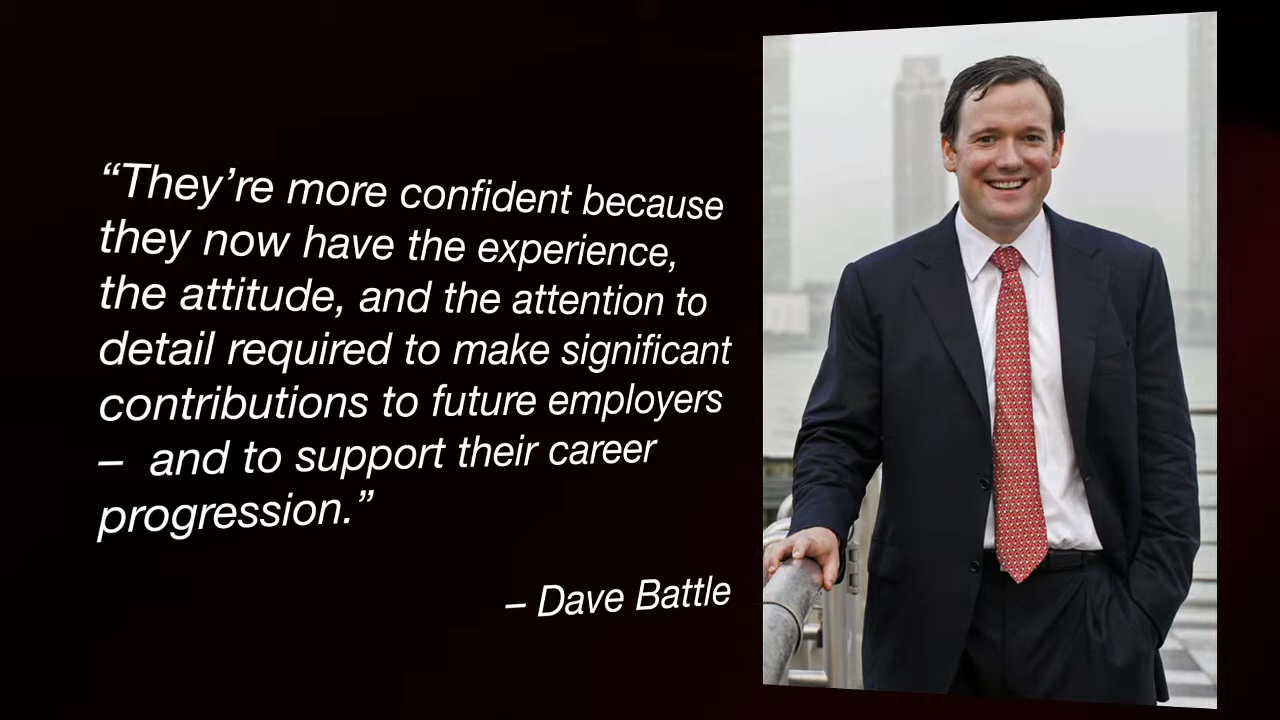 “They’re more confident because
they now have the experience,
the attitude, and the attention to
detail required to make significant
contributions to future employers
– and to support their career
progression.”
– Dave Battle